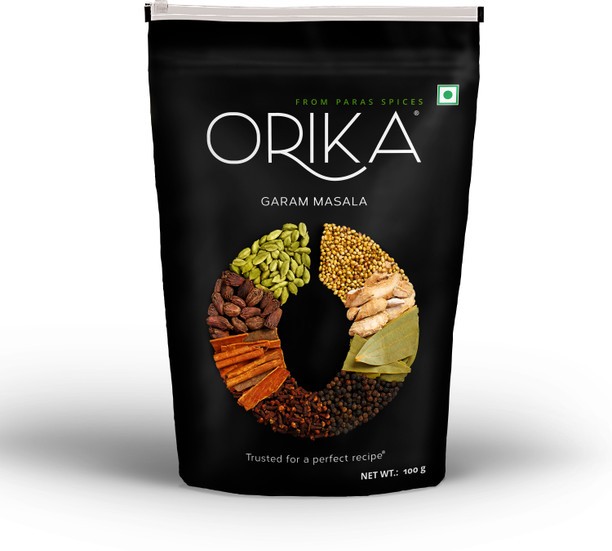 FROM PARAS SPICES
ORIKA®
GARAM MASALA
Trusted for a perfect recipe®
NET WT.: 100 g